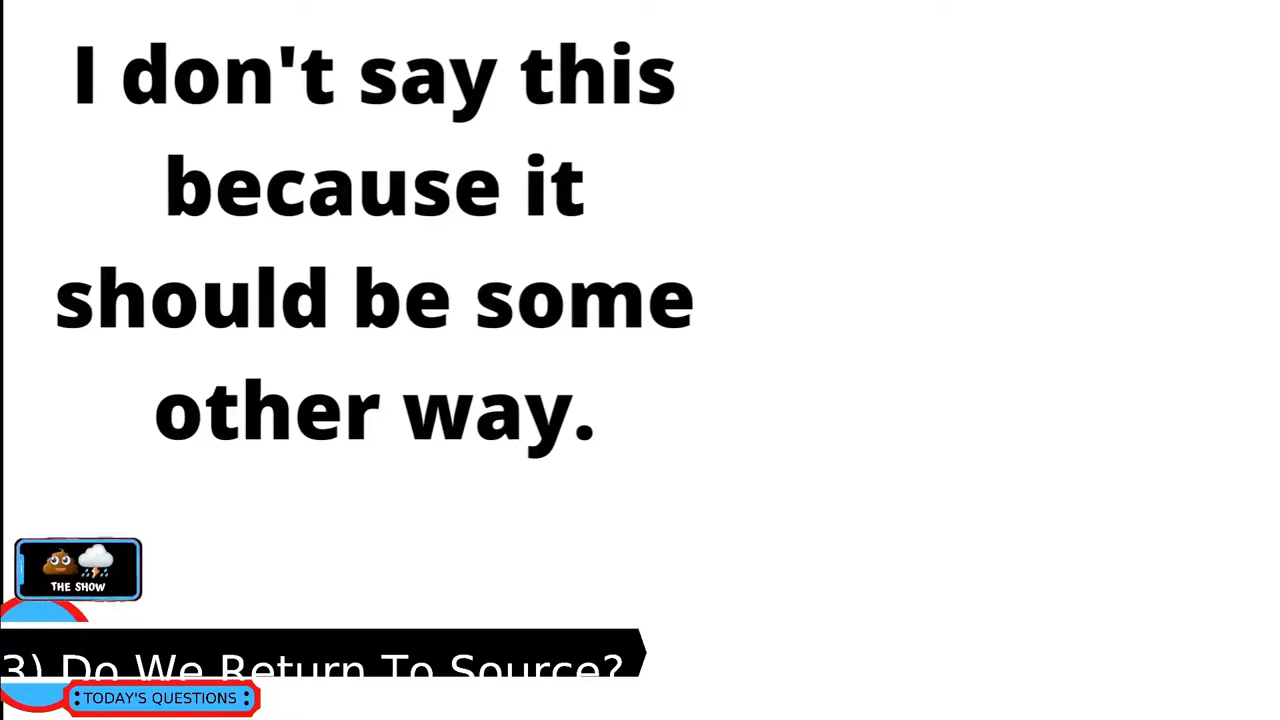 I don't say this
because it
should be some
other way.
THE SHOW
3) Do We Return To Source?
TODAY'S QUESTIONS